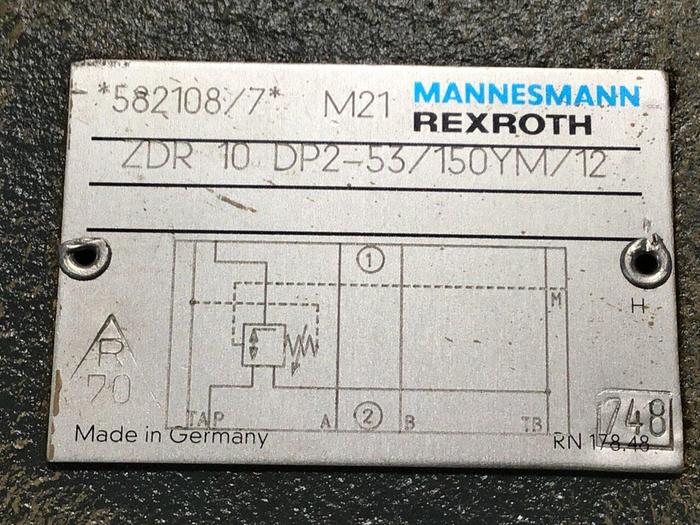 *582108/7* M21 MANNESMANN
REXROTH
ZDR 10 DP2-53/150YM/12
1
M
H
R
70
TA P A 2 B TB
748
Made in Germany RN 178.48